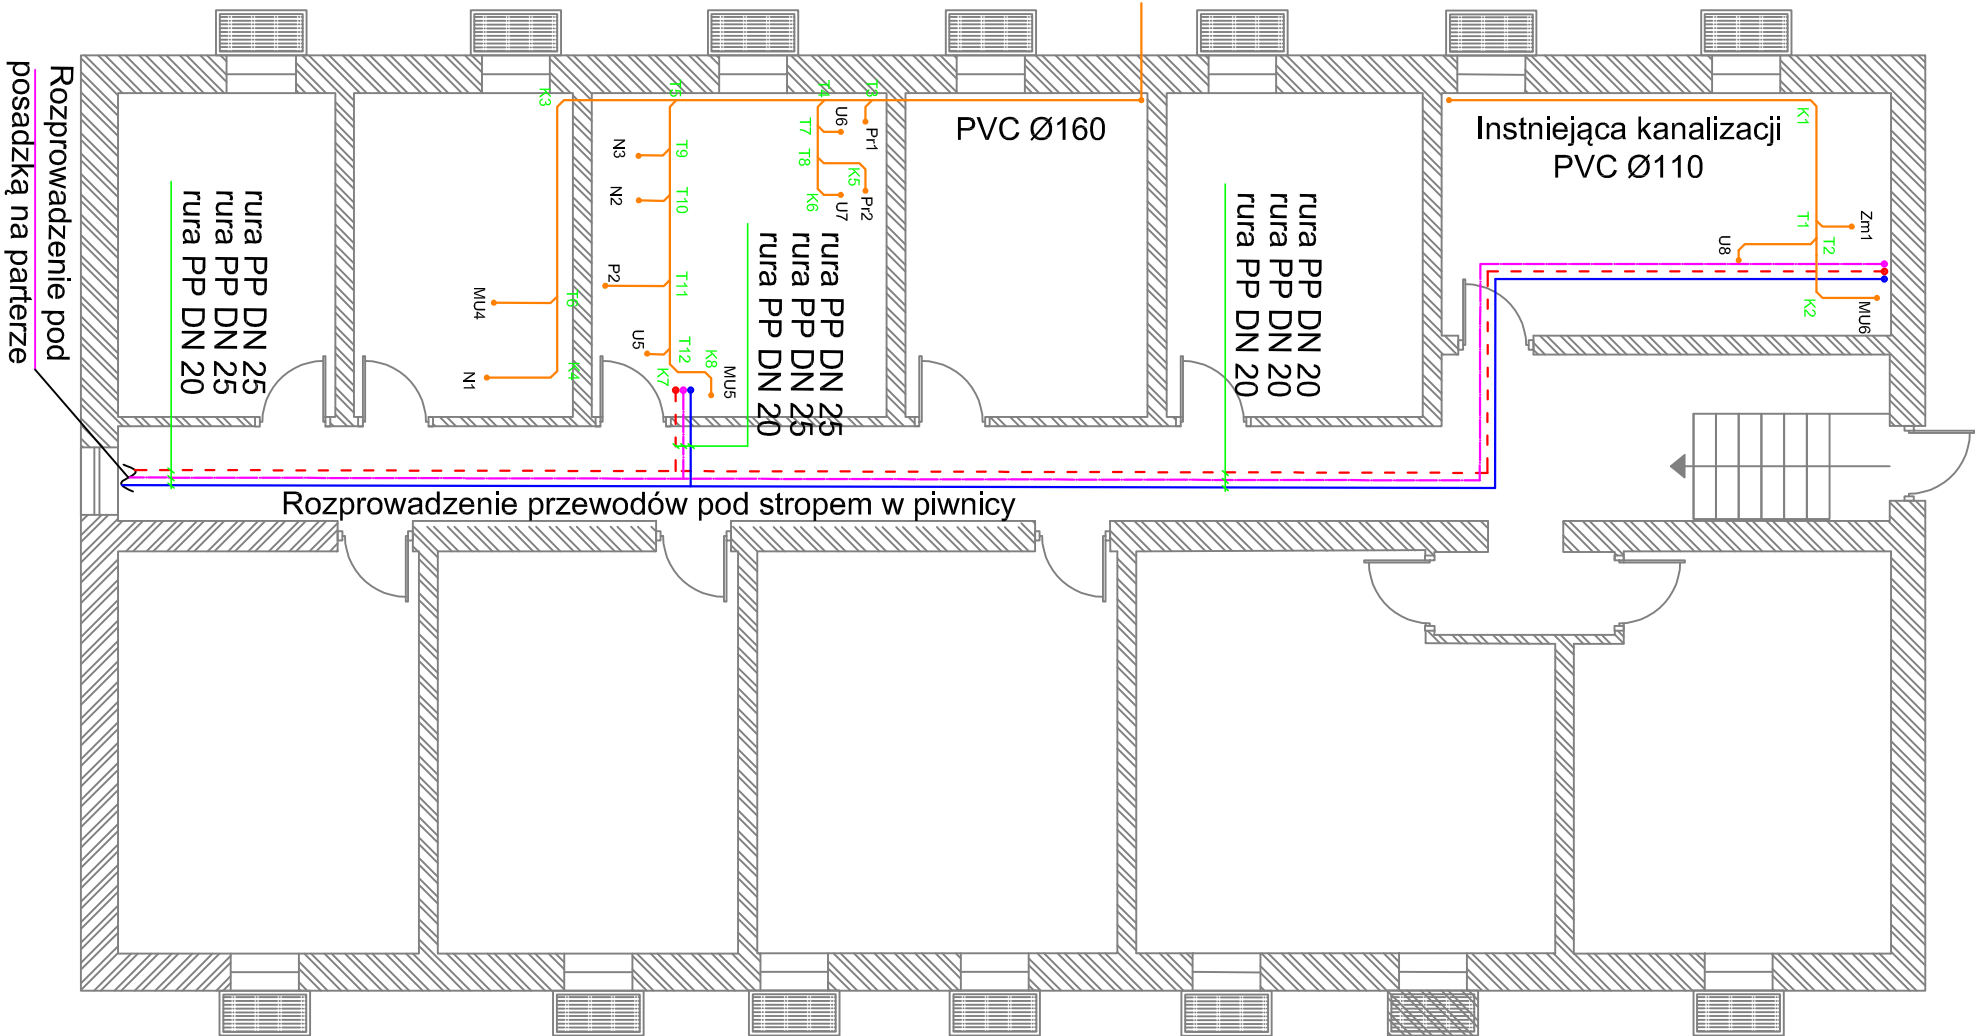 Rozprowadzenie pod
posadzką na parterze
rura PP DN 25
rura PP DN 25
rura PP DN 20
K3
MU4
T6
N1
K4
T5
N3
T9
N2
T10
P2
T11
U5
T12
K7
K8
MU5
T4
U6
T7
T8
T3
Pr1
K5
Pr2
K6
U7
rura PP DN 25
rura PP DN 25
rura PP DN 20
PVC Ø160
rura PP DN 20
rura PP DN 20
rura PP DN 20
Instniejąca kanalizacji
PVC Ø110
K1
T1
Zm1
T2
U8
K2
MU6
Rozprowadzenie przewodów pod stropem w piwnicy